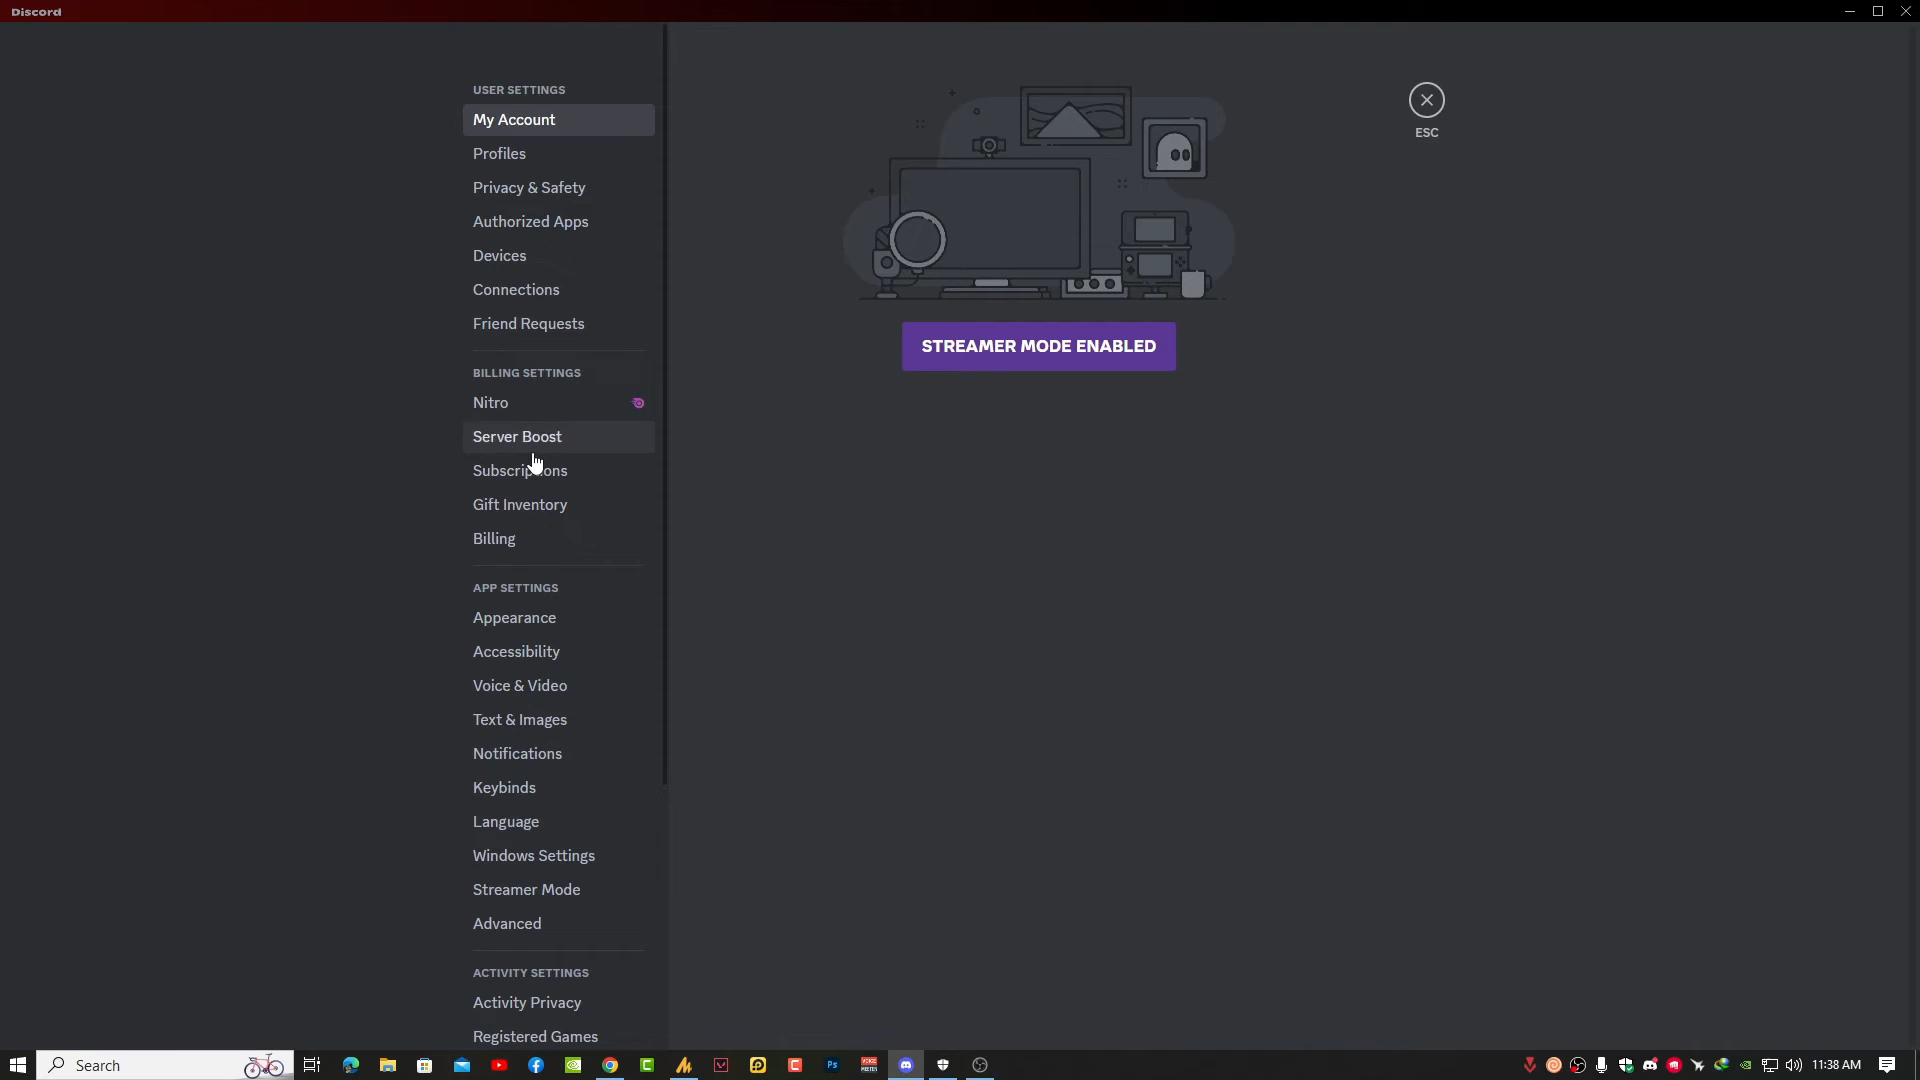 Discord
USER SETTINGS
My Account
Profiles
Privacy & Safety
Authorized Apps
Devices
Connections
Friend Requests
BILLING SETTINGS
Nitro
Server Boost
Subscriptions
Gift Inventory
Billing
APP SETTINGS
Appearance
Accessibility
Voice & Video
Text & Images
Notifications
Keybinds
Language
Windows Settings
Streamer Mode
Advanced
ACTIVITY SETTINGS
Activity Privacy
Registered Games
ESC
STREAMER MODE ENABLED
Search
Ps
11:38 AM